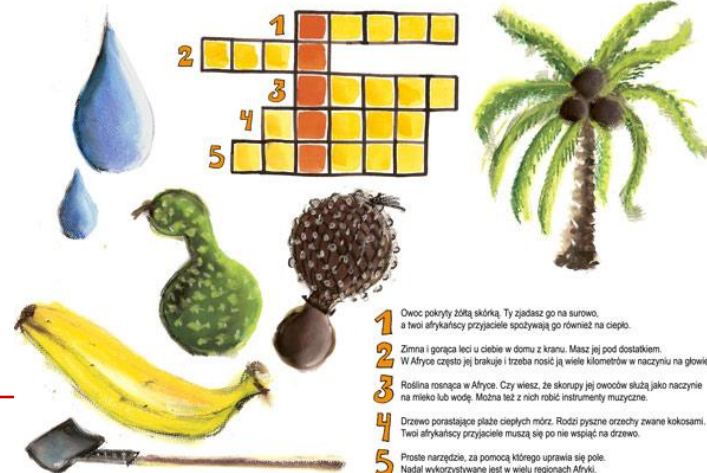 1
2
3
4
5
1 Owoc pokryty żółtą skórką. Ty zjadasz go na surowo,
a twoi afrykańscy przyjaciele spożywają go również na ciepło.
2 Zimna i gorąca leci u ciebie w domu z kranu. Masz jej pod dostatkiem.
W Afryce często jej brakuje i trzeba nosić ją wiele kilometrów w naczyniu na głowie
3 Roślina rosnąca w Afryce. Czy wiesz, że skorupy jej owoców służą jako naczynie
na mleko lub wodę. Można też z nich robić instrumenty muzyczne.
4 Drzewo porastające plaże ciepłych mórz. Rodzi pyszne orzechy zwane kokosami.
Twoi afrykańscy przyjaciele muszą się po nie wspiąć na drzewo.
5 Proste narzędzie, za pomocą którego uprawia się pole.
Nadal wykorzystywane jest w wielu regionach Afryki.